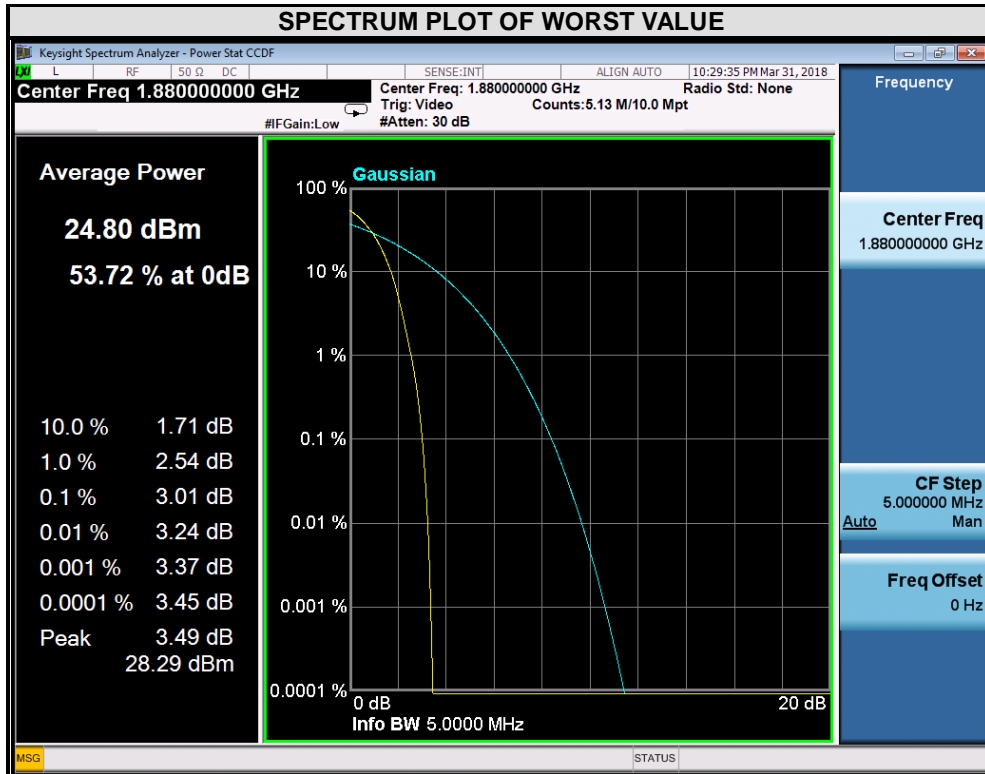 SPECTRUM PLOT OF WORST VALUE
Keysight Spectrum Analyzer - Power Stat CCDF
LXI L RF 50 Ω DC SENSE:INT ALIGN AUTO 10:29:35 PM Mar 31, 2018
Center Freq 1.880000000 GHz
Center Freq: 1.880000000 GHz Radio Std: None
Trig: Video Counts:5.13 M/10.0 Mpt
#IFGain:Low #Atten: 30 dB
Average Power
24.80 dBm
53.72 % at 0dB
10.0 % 1.71 dB
1.0 % 2.54 dB
0.1 % 3.01 dB
0.01 % 3.24 dB
0.001 % 3.37 dB
0.0001 % 3.45 dB
Peak 3.49 dB
28.29 dBm
Gaussian
100 %
10 %
1 %
0.1 %
0.01 %
0.001 %
0.0001 %
0 dB 20 dB
Info BW 5.0000 MHz
Frequency
Center Freq
1.880000000 GHz
CF Step
5.000000 MHz
Auto Man
Freq Offset
0 Hz
MSG STATUS